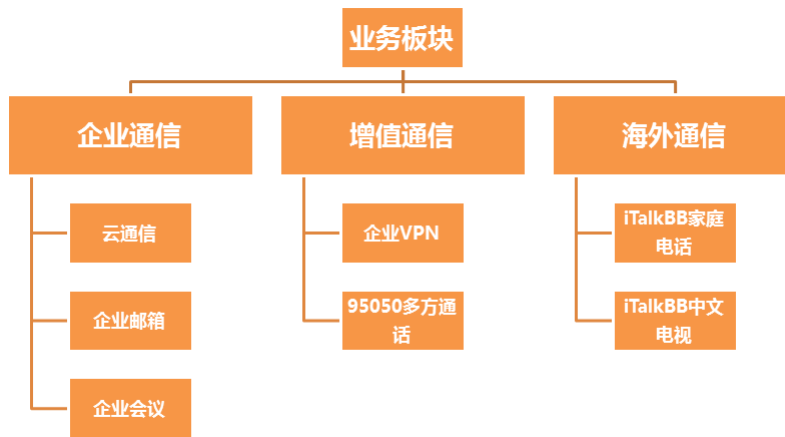 业务板块
企业通信
增值通信
海外通信
云通信
企业VPN
iTalkBB家庭
电话
企业邮箱
95050多方通
话
iTalkBB中文
电视
企业会议